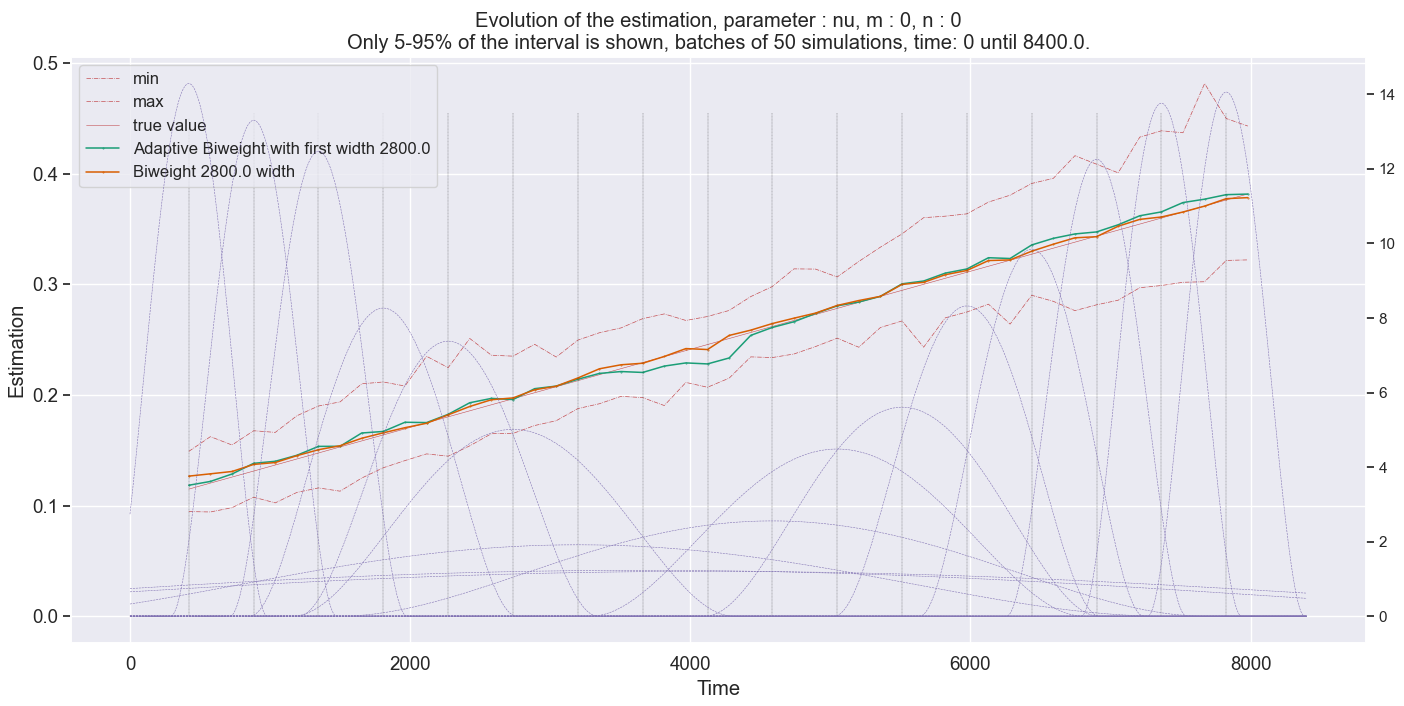 Evolution of the estimation, parameter : nu, m : 0, n : 0
Only 5-95% of the interval is shown, batches of 50 simulations, time: 0 until 8400.0.
min
max
true value
Adaptive Biweight with first width 2800.0
Biweight 2800.0 width
Estimation
0.5
0.4
0.3
0.2
0.1
0.0
14
12
10
8
6
4
2
0
0
2000
4000
6000
8000
Time